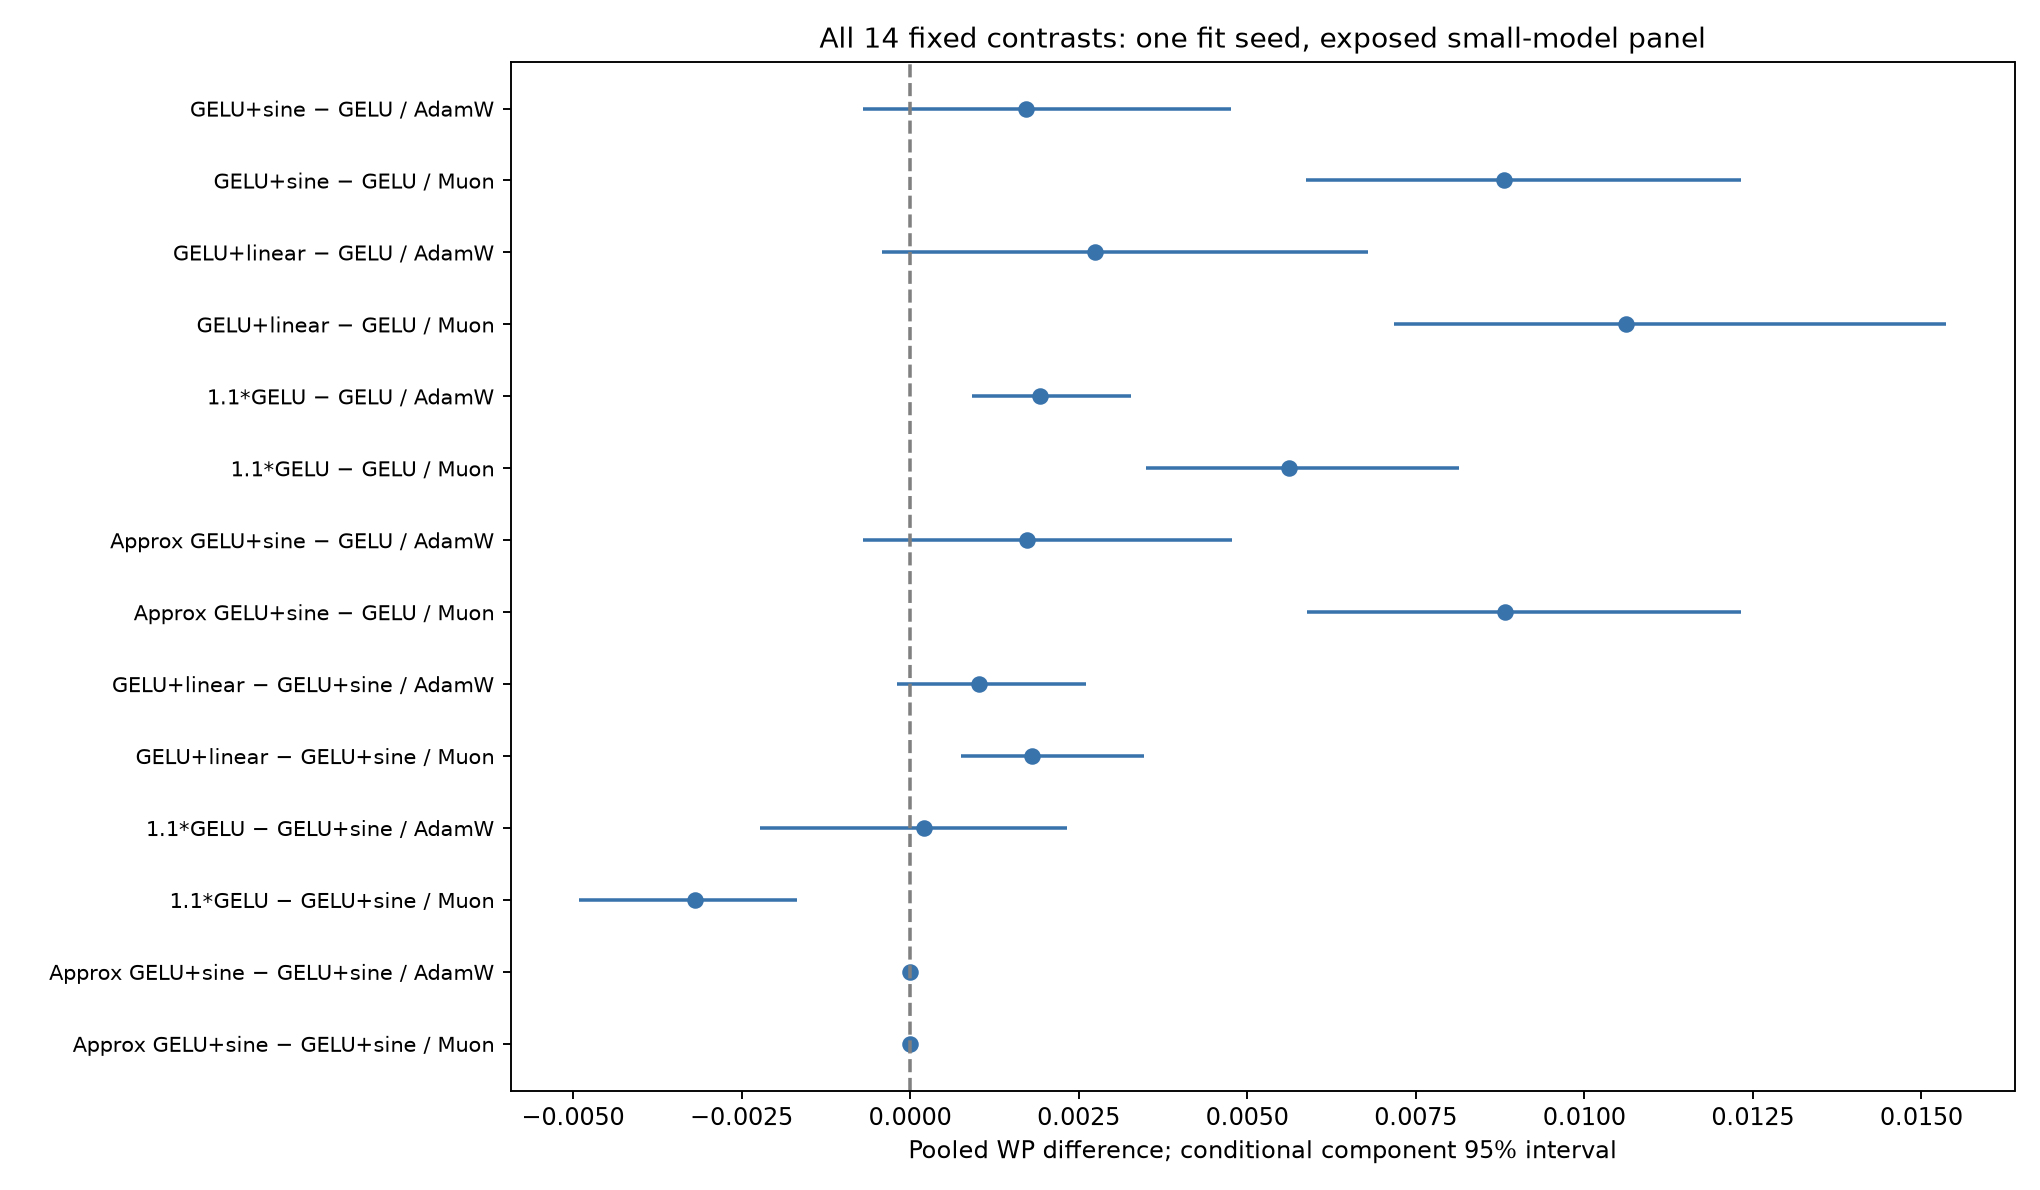 All 14 fixed contrasts: one fit seed, exposed small-model panel
GELU+sine − GELU / AdamW
GELU+sine − GELU / Muon
GELU+linear − GELU / AdamW
GELU+linear − GELU / Muon
1.1*GELU − GELU / AdamW
1.1*GELU − GELU / Muon
Approx GELU+sine − GELU / AdamW
Approx GELU+sine − GELU / Muon
GELU+linear − GELU+sine / AdamW
GELU+linear − GELU+sine / Muon
1.1*GELU − GELU+sine / AdamW
1.1*GELU − GELU+sine / Muon
Approx GELU+sine − GELU+sine / AdamW
Approx GELU+sine − GELU+sine / Muon
−0.0050 −0.0025 0.0000 0.0025 0.0050 0.0075 0.0100 0.0125 0.0150
Pooled WP difference; conditional component 95% interval